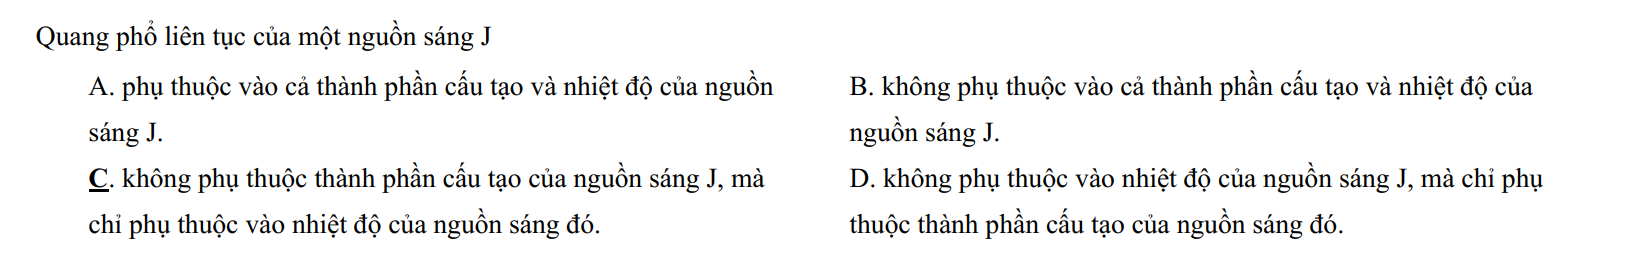 Quang phổ liên tục của một nguồn sáng J
A. phụ thuộc vào cả thành phần cấu tạo và nhiệt độ của nguồn
sáng J.
B. không phụ thuộc vào cả thành phần cấu tạo và nhiệt độ của
nguồn sáng J.
C. không phụ thuộc thành phần cấu tạo của nguồn sáng J, mà
chỉ phụ thuộc vào nhiệt độ của nguồn sáng đó.
D. không phụ thuộc vào nhiệt độ của nguồn sáng J, mà chỉ phụ
thuộc thành phần cấu tạo của nguồn sáng đó.